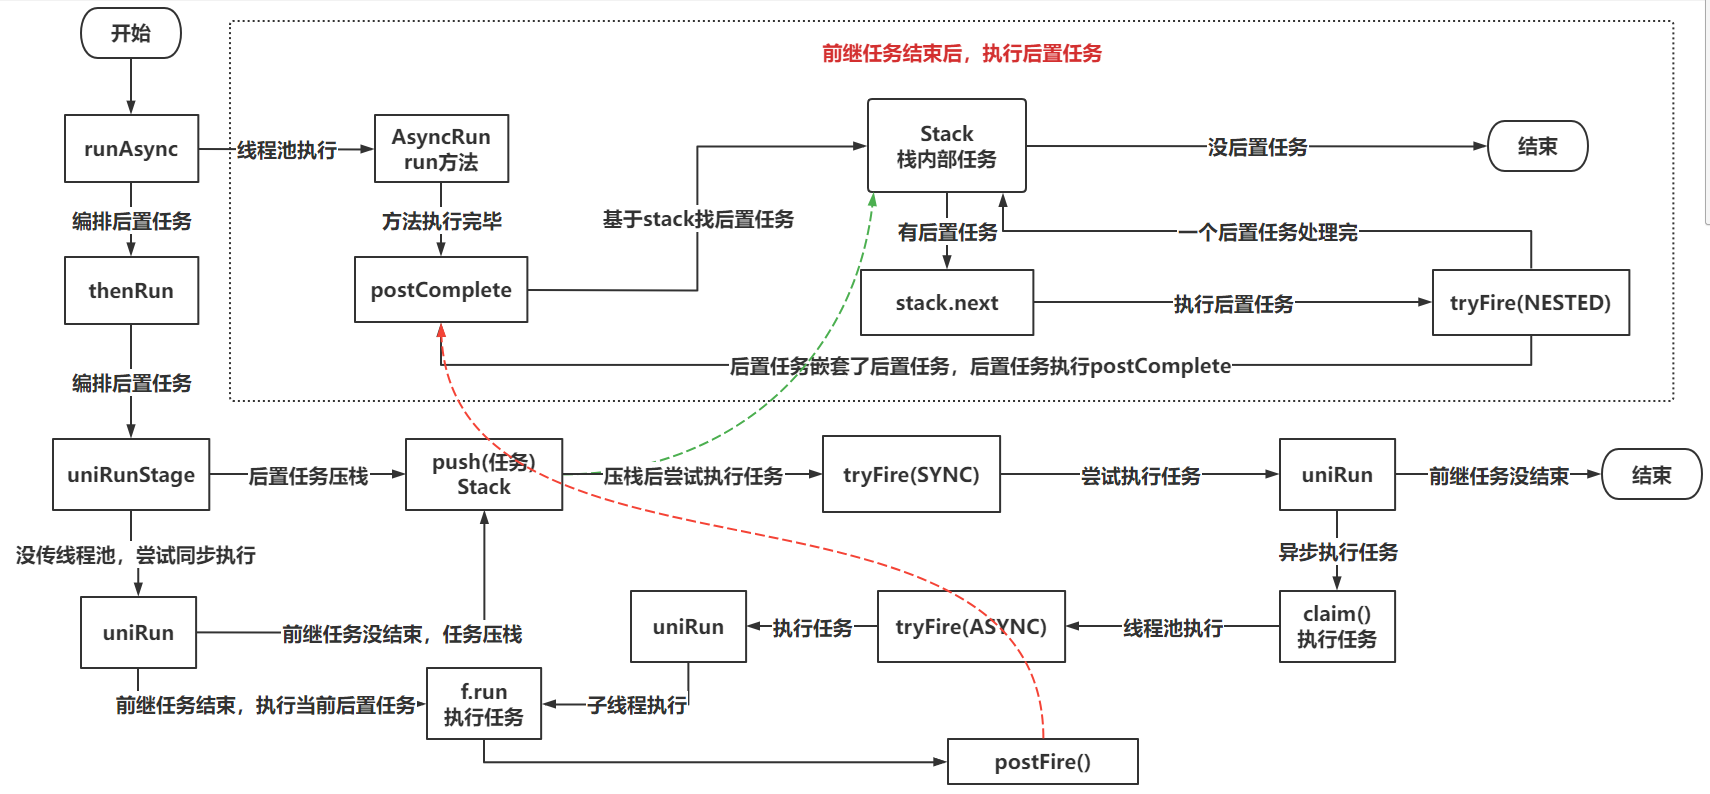 开始
前继任务结束后，执行后置任务
runAsync
线程池执行
AsyncRun
run方法
Stack
栈内部任务
没后置任务
结束
编排后置任务
方法执行完毕
基于stack找后置任务
有后置任务
一个后置任务处理完
thenRun
postComplete
stack.next
执行后置任务
tryFire(NESTED)
后置任务嵌套了后置任务，后置任务执行postComplete
编排后置任务
uniRunStage
后置任务压栈
push(任务)
Stack
压栈后尝试执行任务
tryFire(SYNC)
尝试执行任务
uniRun
前继任务没结束
结束
没传线程池，尝试同步执行
异步执行任务
uniRun
前继任务没结束，任务压栈
uniRun
执行任务
tryFire(ASYNC)
线程池执行
claim()
执行任务
前继任务结束，执行当前后置任务
f.run
执行任务
子线程执行
postFire()